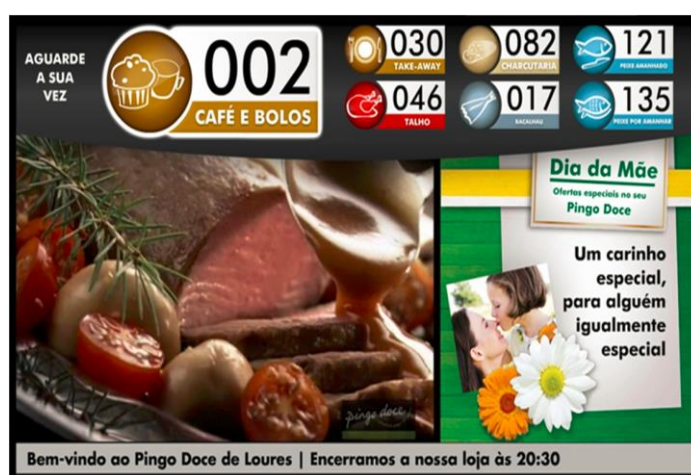 AGUARDE
A SUA
VEZ
002
CAFÉ E BOLOS
030
TAKE-AWAY
082
CHARCUTARIA
121
PEIXE AMANHADO
046
TALHO
017
BACALHAU
135
PEIXE POR AMANHAR
Dia da Mãe
Ofertas especiais no seu
Pingo Doce
Um carinho
especial,
para alguém
igualmente
especial
pingo doce
Bem-vindo ao Pingo Doce de Loures | Encerramos a nossa loja às 20:30